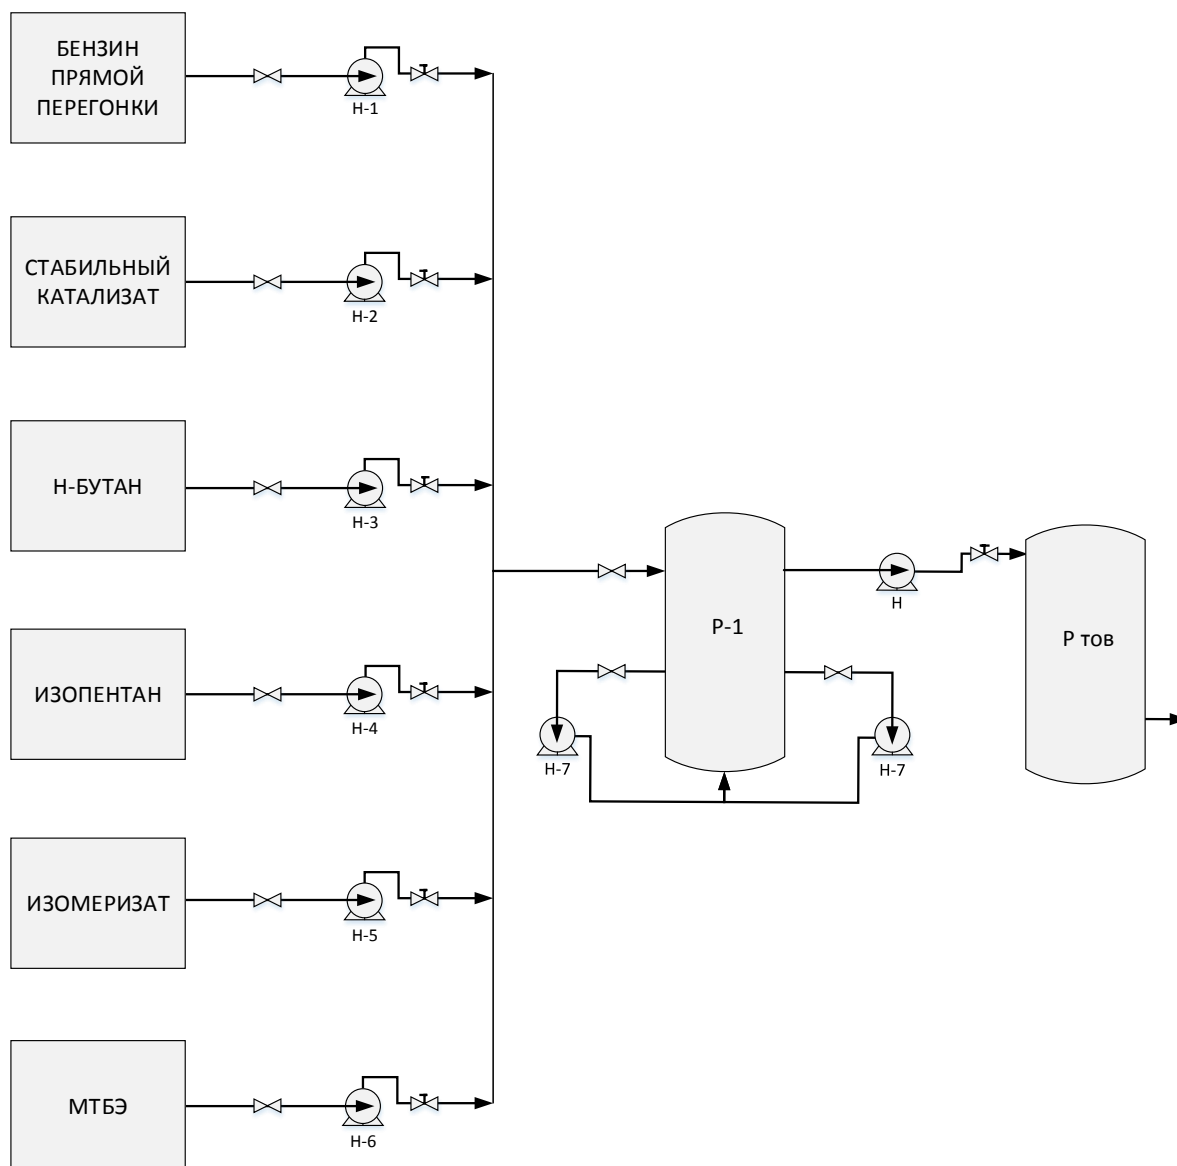 БЕНЗИН
ПРЯМОЙ
ПЕРЕГОНКИ
Н-1
СТАБИЛЬНЫЙ
КАТАЛИЗАТ
Н-2
Н-БУТАН
Н-3
ИЗОПЕНТАН
Н-4
ИЗОМЕРИЗАТ
Н-5
МТБЭ
Н-6
Р-1
Н-7
Н-7
Н
Р тов